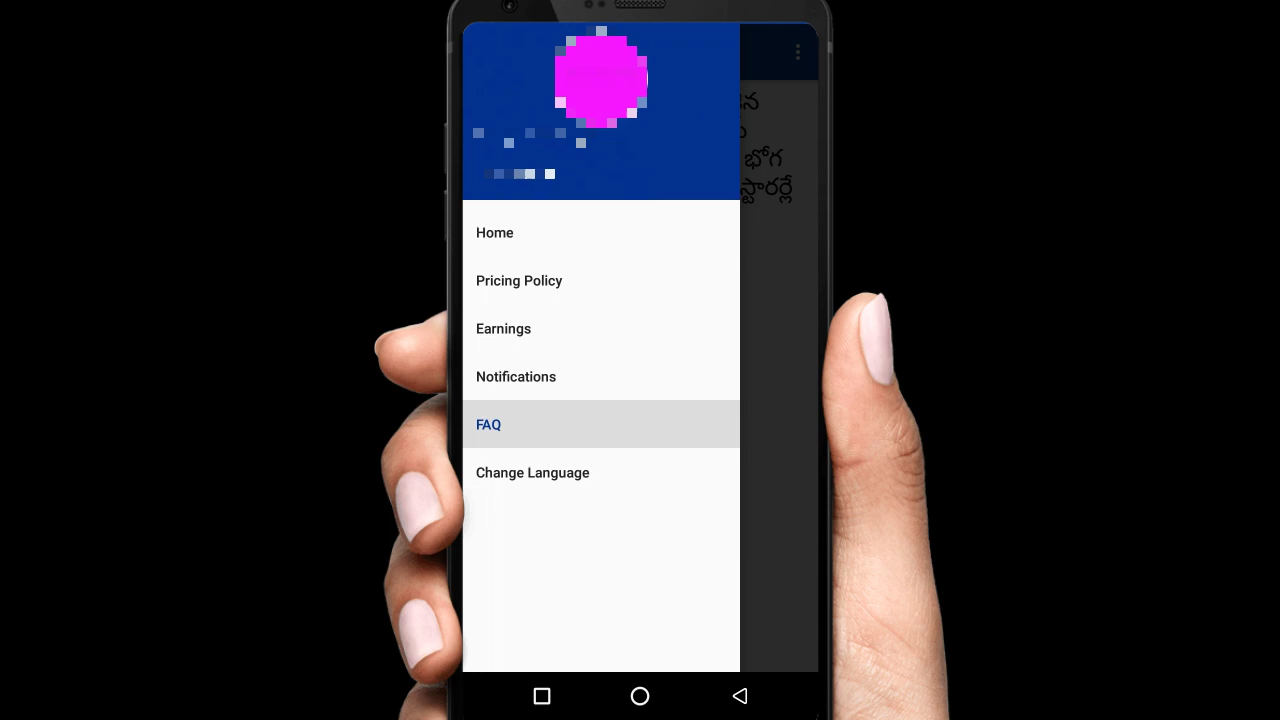 Home
Pricing Policy
Earnings
Notifications
FAQ
Change Language
భోగ